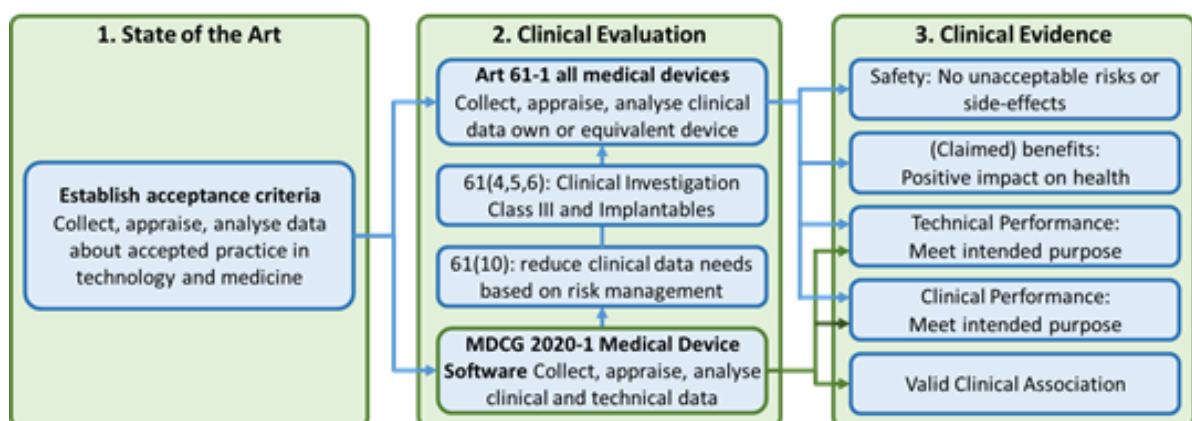 1. State of the Art
Establish acceptance criteria
Collect, appraise, analyse data
about accepted practice in
technology and medicine
2. Clinical Evaluation
Art 61-1 all medical devices
Collect, appraise, analyse clinical
data own or equivalent device
61(4,5,6): Clinical Investigation
Class III and Implantables
61(10): reduce clinical data needs
based on risk management
MDCG 2020-1 Medical Device
Software Collect, appraise, analyse
clinical and technical data
3. Clinical Evidence
Safety: No unacceptable risks or
side-effects
(Claimed) benefits:
Positive impact on health
Technical Performance:
Meet intended purpose
Clinical Performance:
Meet intended purpose
Valid Clinical Association